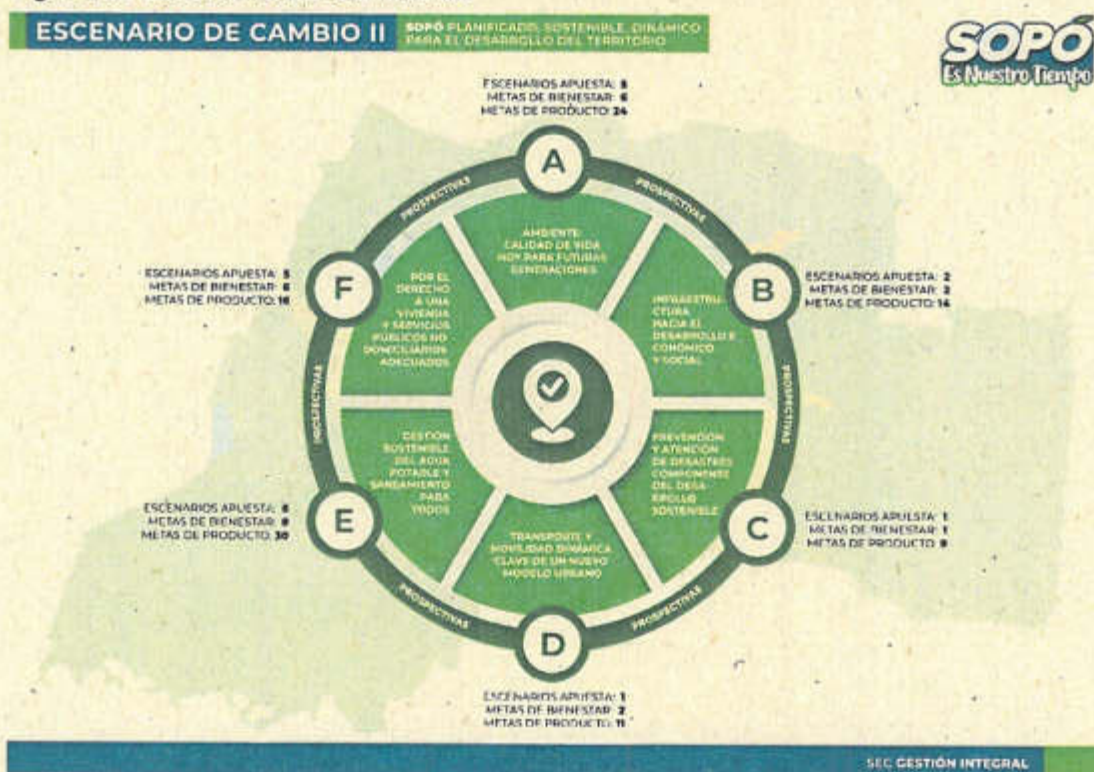 ESCENARIO DE CAMBIO II
SOPÓ PLANIFICADO, SOSTENIBLE, DINÁMICO
PARA EL DESARROLLO DEL TERRITORIO
SOPÓ
Es Nuestro Tiempo
ESCENARIOS APUESTA:
METAS DE BIENESTAR: 6
METAS DE PRODUCTO: 24
A
PROSPECTIVAS
PROSPECTIVAS
AMBIENTE
CALIDAD DE VIDA
HOY PARA FUTURAS
GENERACIONES
ESCENARIOS APUESTA: 5
METAS DE BIENESTAR: 6
METAS DE PRODUCTO: 16
F
POR EL
DERECHO
A UNA
VIVIENDA
Y SERVICIOS
PÚBLICOS NO
DOMICILIARIOS
ADECUADOS
INFRAESTRU
CTURA
HACIA EL
DESARROLLO E
CONÓMICO
Y SOCIAL
B
ESCENARIOS APUESTA: 2
METAS DE BIENESTAR: 2
METAS DE PRODUCTO: 14
PROSPECTIVAS
PROSPECTIVAS
GESTIÓN
SOSTENIBLE
DEL AGUA
POTABLE Y
SANEAMIENTO
PARA
TODOS
PREVENCIÓN
Y ATENCIÓN
DE DESASTRES
COMPONENTE
DEL DESA
RROLLO
SOSTENIBLE
ESCENARIOS APUESTA:
METAS DE BIENESTAR:
METAS DE PRODUCTO: 30
E
C
ESCENARIOS APUESTA: 1
METAS DE BIENESTAR: 1
METAS DE PRODUCTO: 9
TRANSPORTE Y
MOVILIDAD DINÁMICA
CLAVE DE UN NUEVO
MODELO URBANO
PROSPECTIVAS
PROSPECTIVAS
D
ESCENARIOS APUESTA: 1
METAS DE BIENESTAR: 2
METAS DE PRODUCTO: 11
SEC GESTIÓN INTEGRAL